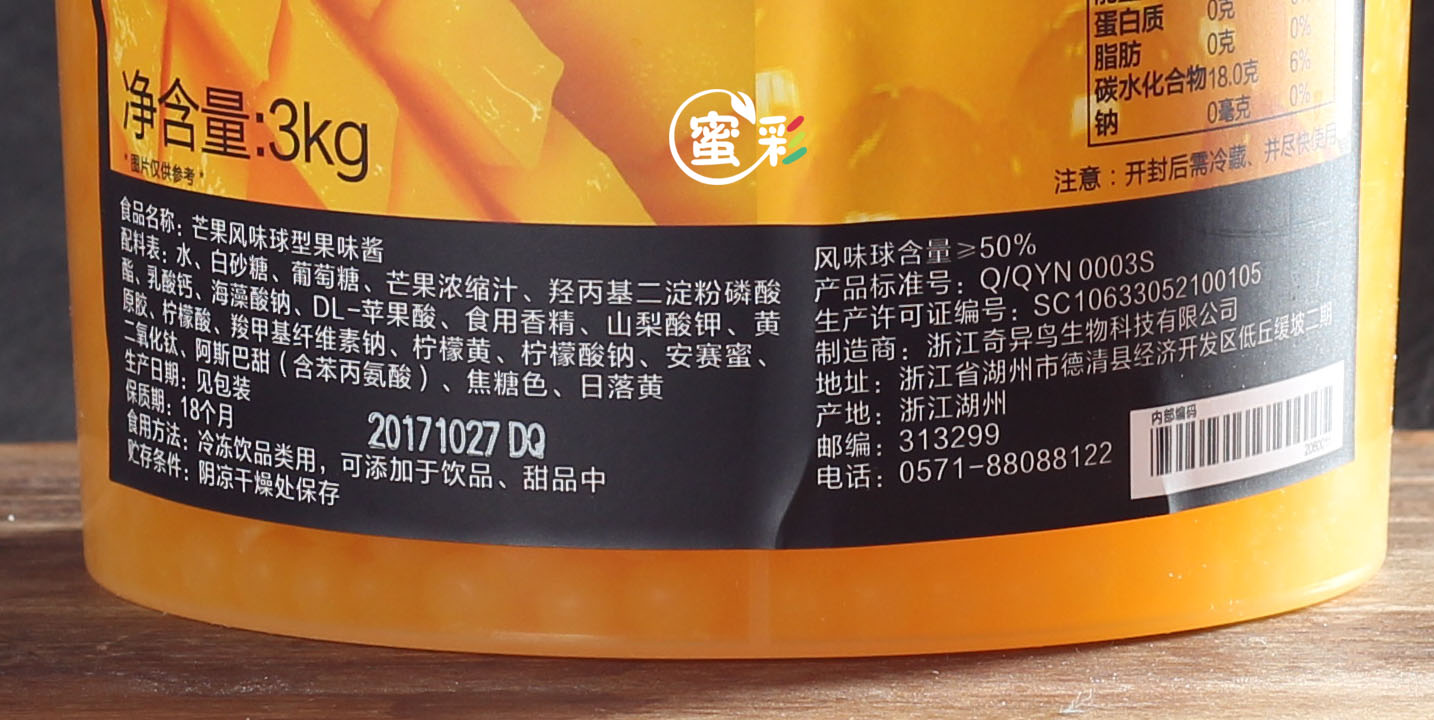 蛋白质 0克 0%
脂肪 0克 0%
碳水化合物 18.0克 6%
钠 0毫克 0%
净含量:3kg
*图片仅供参考*
蜜彩
注意：开封后需冷藏、并尽快使用
食品名称: 芒果风味球型果味酱
配料表: 水、白砂糖、葡萄糖、芒果浓缩汁、羟丙基二淀粉磷酸
酯、乳酸钙、海藻酸钠、DL-苹果酸、食用香精、山梨酸钾、黄
原胶、柠檬酸、羧甲基纤维素钠、柠檬黄、柠檬酸钠、安赛蜜、
二氧化钛、阿斯巴甜（含苯丙氨酸）、焦糖色、日落黄
生产日期: 见包装
保质期: 18个月
20171027 DQ
食用方法: 冷冻饮品类用，可添加于饮品、甜品中
贮存条件: 阴凉干燥处保存
风味球含量≥50%
产品标准号: Q/QYN 0003S
生产许可证编号: SC10633052100105
制造商: 浙江奇异鸟生物科技有限公司
地址: 浙江省湖州市德清县经济开发区低丘缓坡二期
产地: 浙江湖州
邮编: 313299
电话: 0571-88088122
内部编码